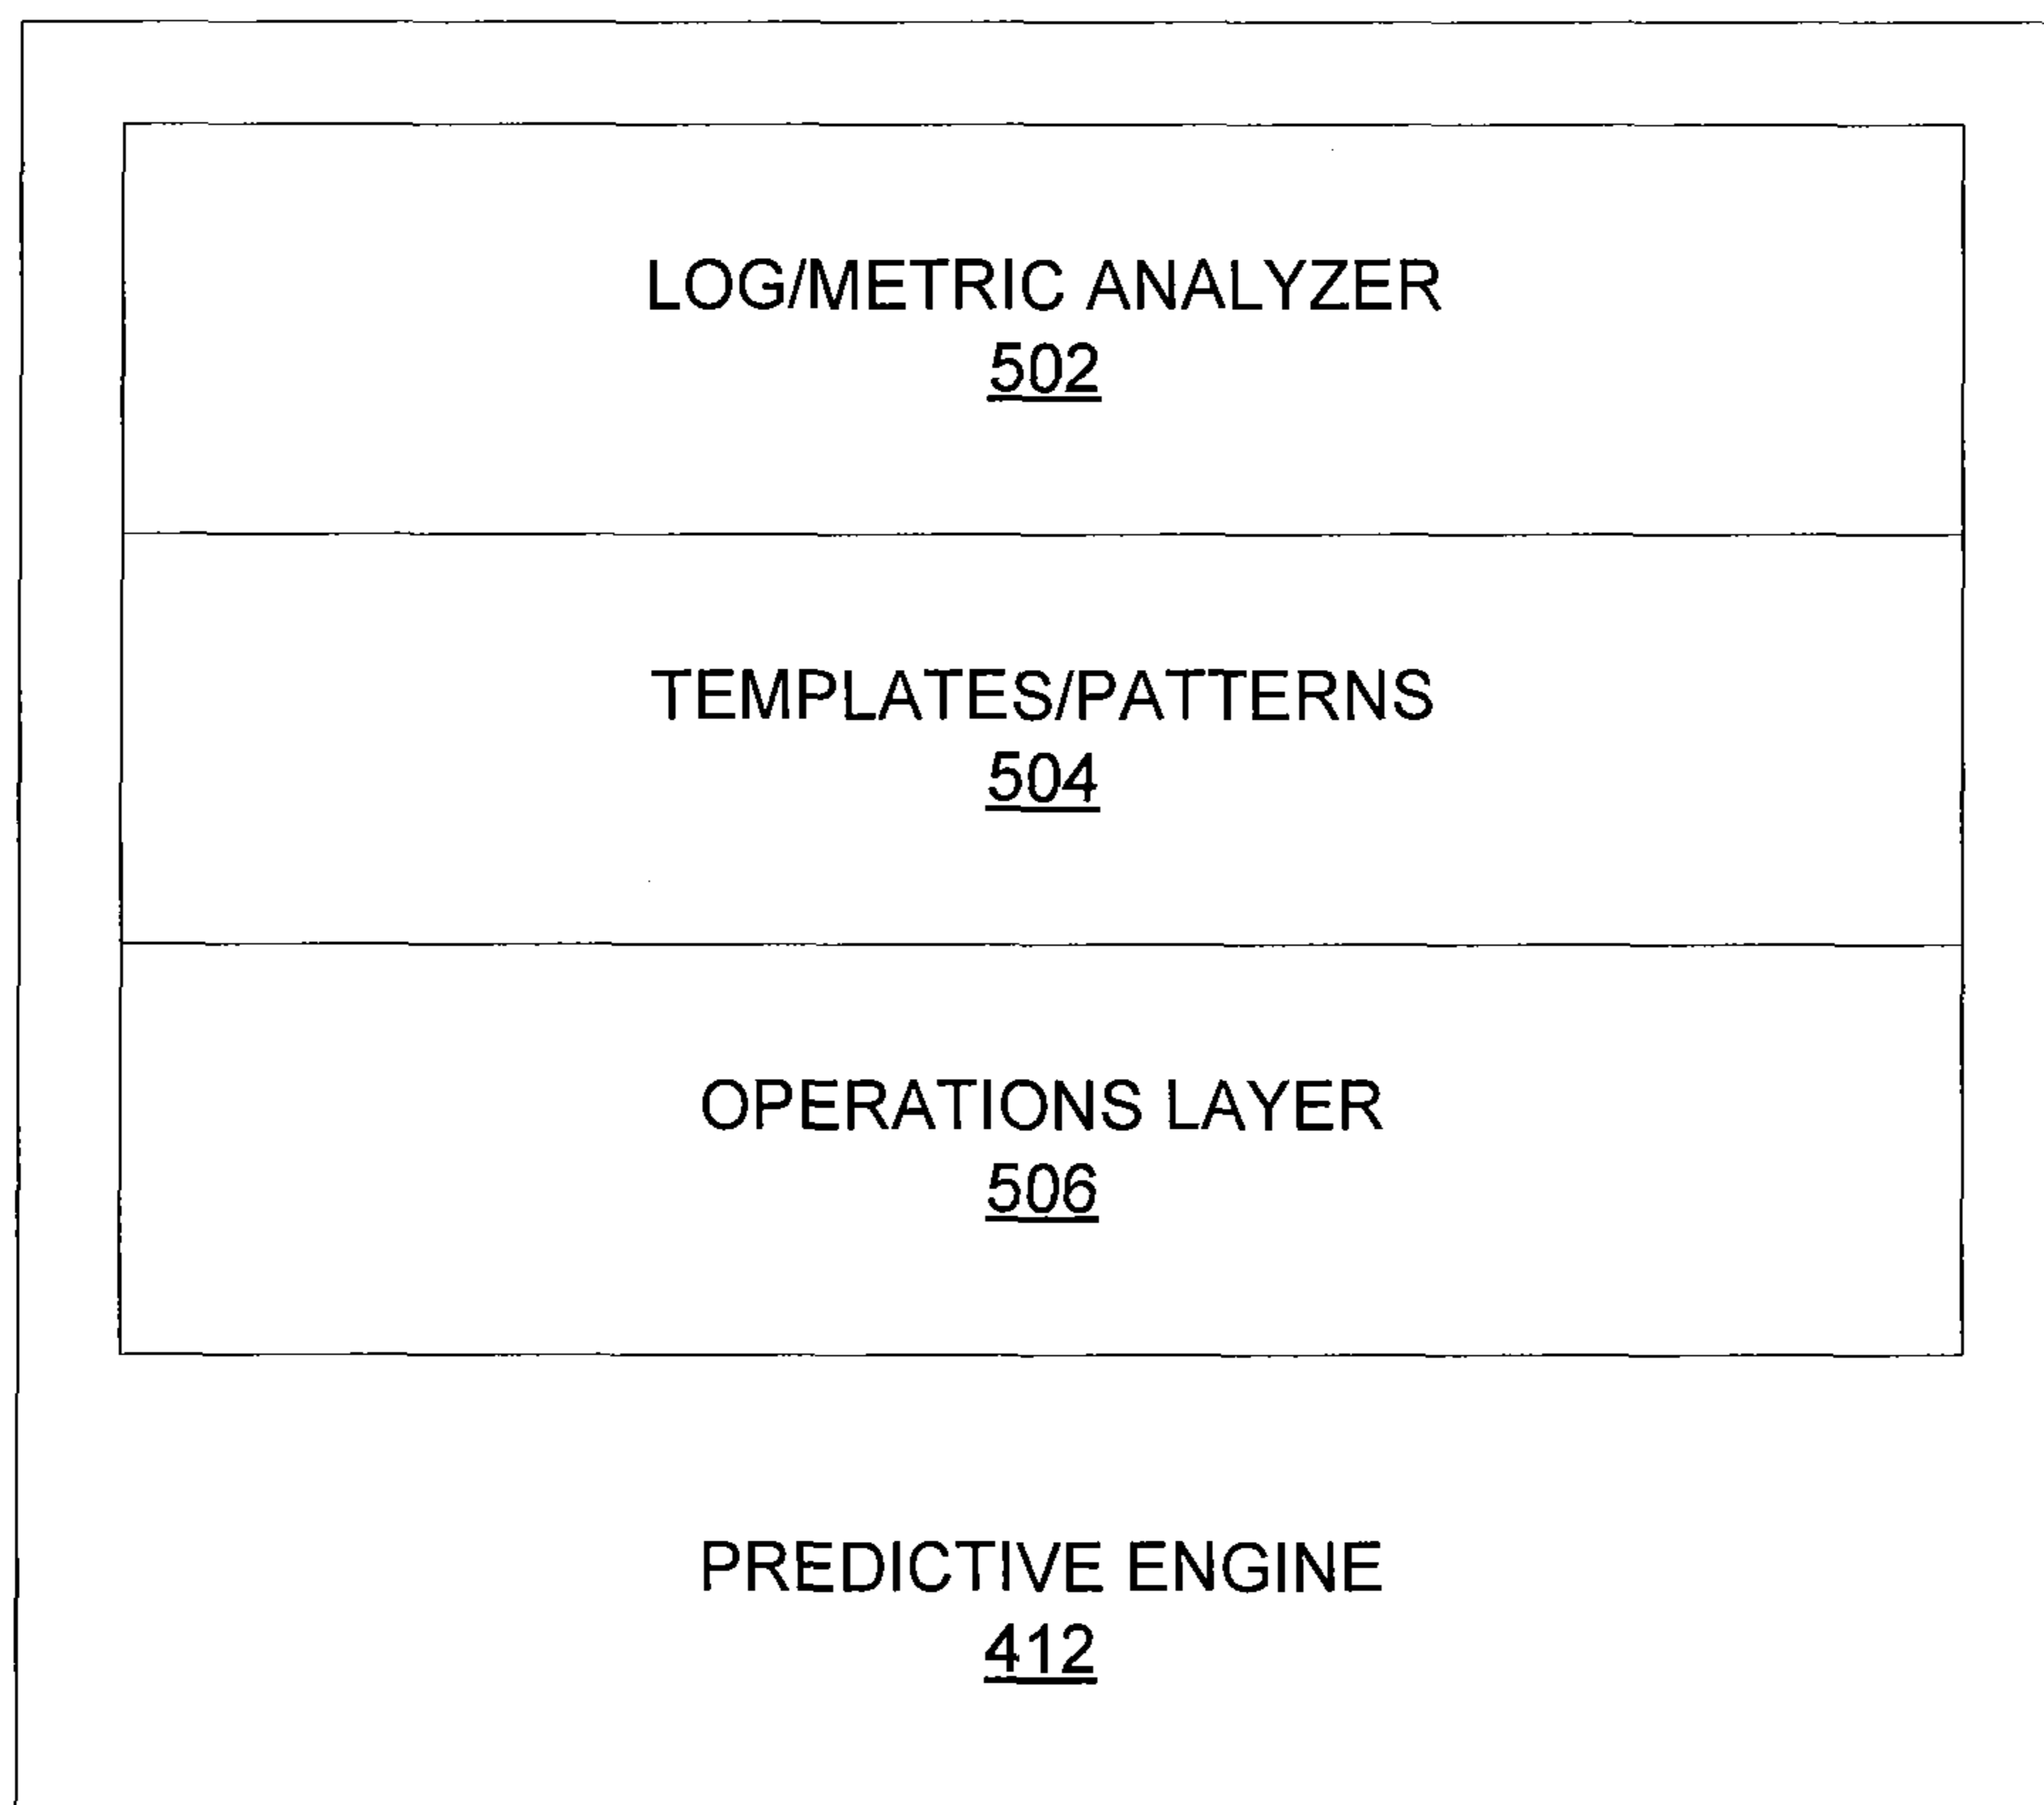 LOG/METRIC ANALYZER
502
TEMPLATES/PATTERNS
504
OPERATIONS LAYER
506
PREDICTIVE ENGINE
412